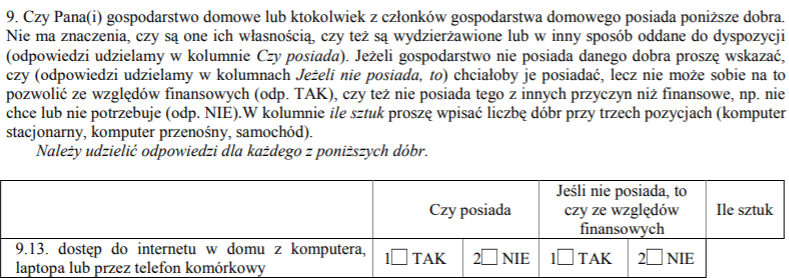 9. Czy Pana(i) gospodarstwo domowe lub ktokolwiek z członków gospodarstwa domowego posiada poniższe dobra.
Nie ma znaczenia, czy są one ich własnością, czy też są wydzierżawione lub w inny sposób oddane do dyspozycji
(odpowiedzi udzielamy w kolumnie Czy posiada). Jeżeli gospodarstwo nie posiada danego dobra proszę wskazać,
czy (odpowiedzi udzielamy w kolumnach Jeżeli nie posiada, to) chciałoby je posiadać, lecz nie może sobie na to
pozwolić ze względów finansowych (odp. TAK), czy też nie posiada tego z innych przyczyn niż finansowe, np. nie
chce lub nie potrzebuje (odp. NIE).W kolumnie ile sztuk proszę wpisać liczbę dóbr przy trzech pozycjach (komputer
stacjonarny, komputer przenośny, samochód).
Należy udzielić odpowiedzi dla każdego z poniższych dóbr.
Czy posiada
Jeśli nie posiada, to
czy ze względów
finansowych
Ile sztuk
9.13. dostęp do internetu w domu z komputera,
laptopa lub przez telefon komórkowy
1☐ TAK
2☐ NIE
1☐ TAK
2☐ NIE